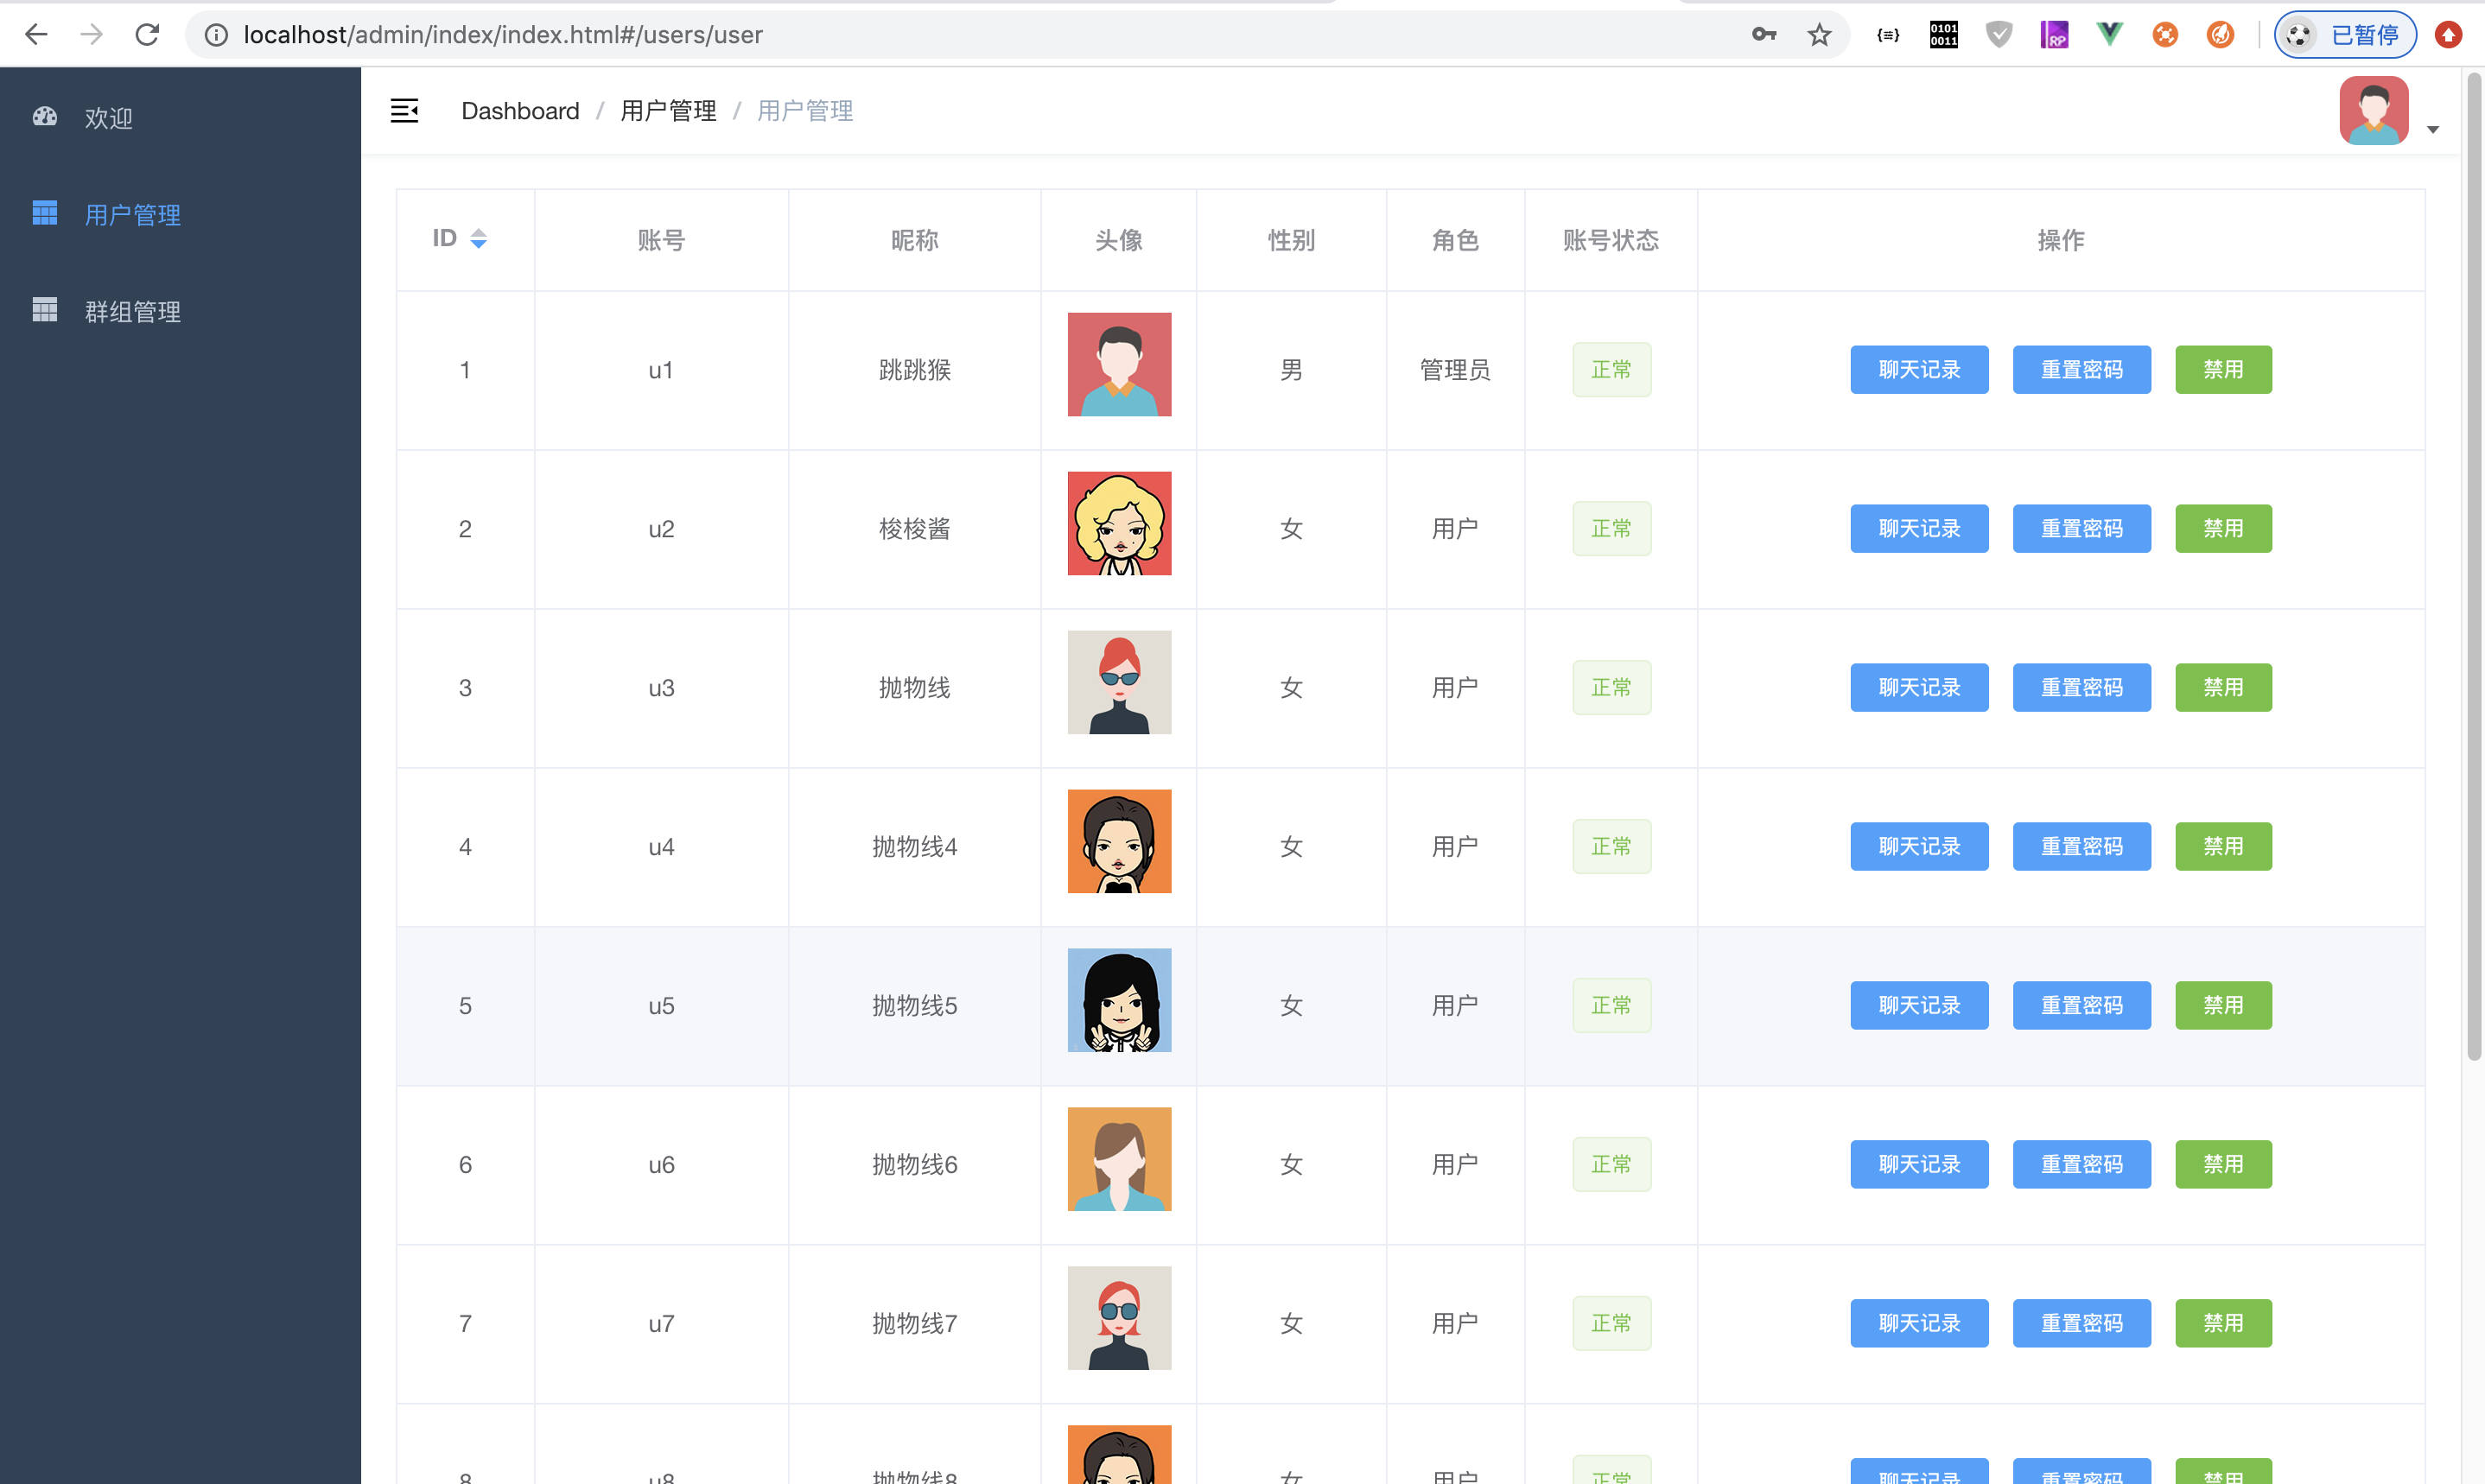 localhost/admin/index/index.html#/users/user
{≡}
0101
0011
RP
已暂停
欢迎
用户管理
群组管理
Dashboard / 用户管理 / 用户管理
ID 账号 昵称 头像 性别 角色 账号状态 操作
1 u1 跳跳猴 男 管理员 正常 聊天记录 重置密码 禁用
2 u2 梭梭酱 女 用户 正常 聊天记录 重置密码 禁用
3 u3 抛物线 女 用户 正常 聊天记录 重置密码 禁用
4 u4 抛物线4 女 用户 正常 聊天记录 重置密码 禁用
5 u5 抛物线5 女 用户 正常 聊天记录 重置密码 禁用
6 u6 抛物线6 女 用户 正常 聊天记录 重置密码 禁用
7 u7 抛物线7 女 用户 正常 聊天记录 重置密码 禁用
8 u8 抛物线8 女 用户 正常 聊天记录 重置密码 禁用